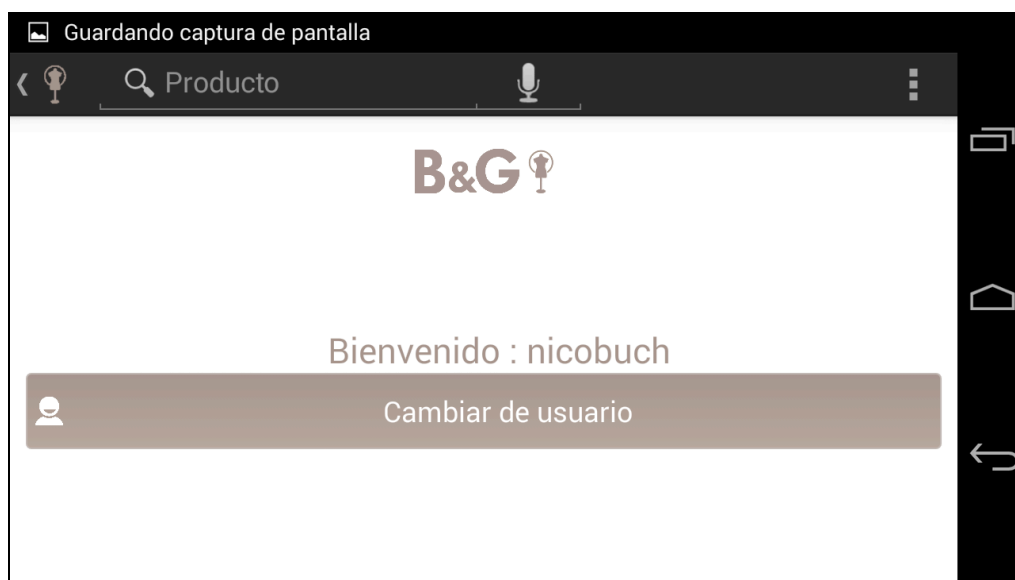 Guardando captura de pantalla
Producto
B&G
Bienvenido : nicobuch
Cambiar de usuario